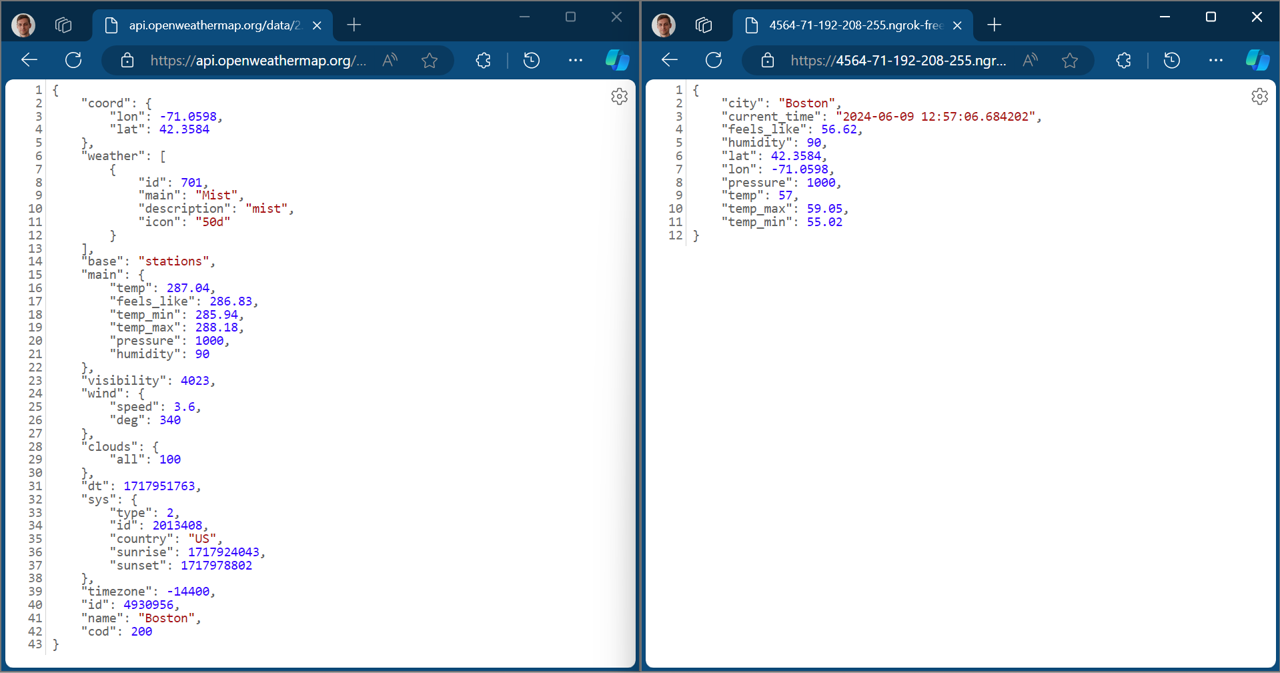 api.openweathermap.org/data/2.
https://api.openweathermap.org/...
1 {
2 "coord": {
3 "lon": -71.0598,
4 "lat": 42.3584
5 },
6 "weather": [
7 {
8 "id": 701,
9 "main": "Mist",
10 "description": "mist",
11 "icon": "50d"
12 }
13 ],
14 "base": "stations",
15 "main": {
16 "temp": 287.04,
17 "feels_like": 286.83,
18 "temp_min": 285.94,
19 "temp_max": 288.18,
20 "pressure": 1000,
21 "humidity": 90
22 },
23 "visibility": 4023,
24 "wind": {
25 "speed": 3.6,
26 "deg": 340
27 },
28 "clouds": {
29 "all": 100
30 },
31 "dt": 1717951763,
32 "sys": {
33 "type": 2,
34 "id": 2013408,
35 "country": "US",
36 "sunrise": 1717924043,
37 "sunset": 1717978802
38 },
39 "timezone": -14400,
40 "id": 4930956,
41 "name": "Boston",
42 "cod": 200
43 }
4564-71-192-208-255.ngrok-free
https://4564-71-192-208-255.ngr...
1 {
2 "city": "Boston",
3 "current_time": "2024-06-09 12:57:06.684202",
4 "feels_like": 56.62,
5 "humidity": 90,
6 "lat": 42.3584,
7 "lon": -71.0598,
8 "pressure": 1000,
9 "temp": 57,
10 "temp_max": 59.05,
11 "temp_min": 55.02
12 }